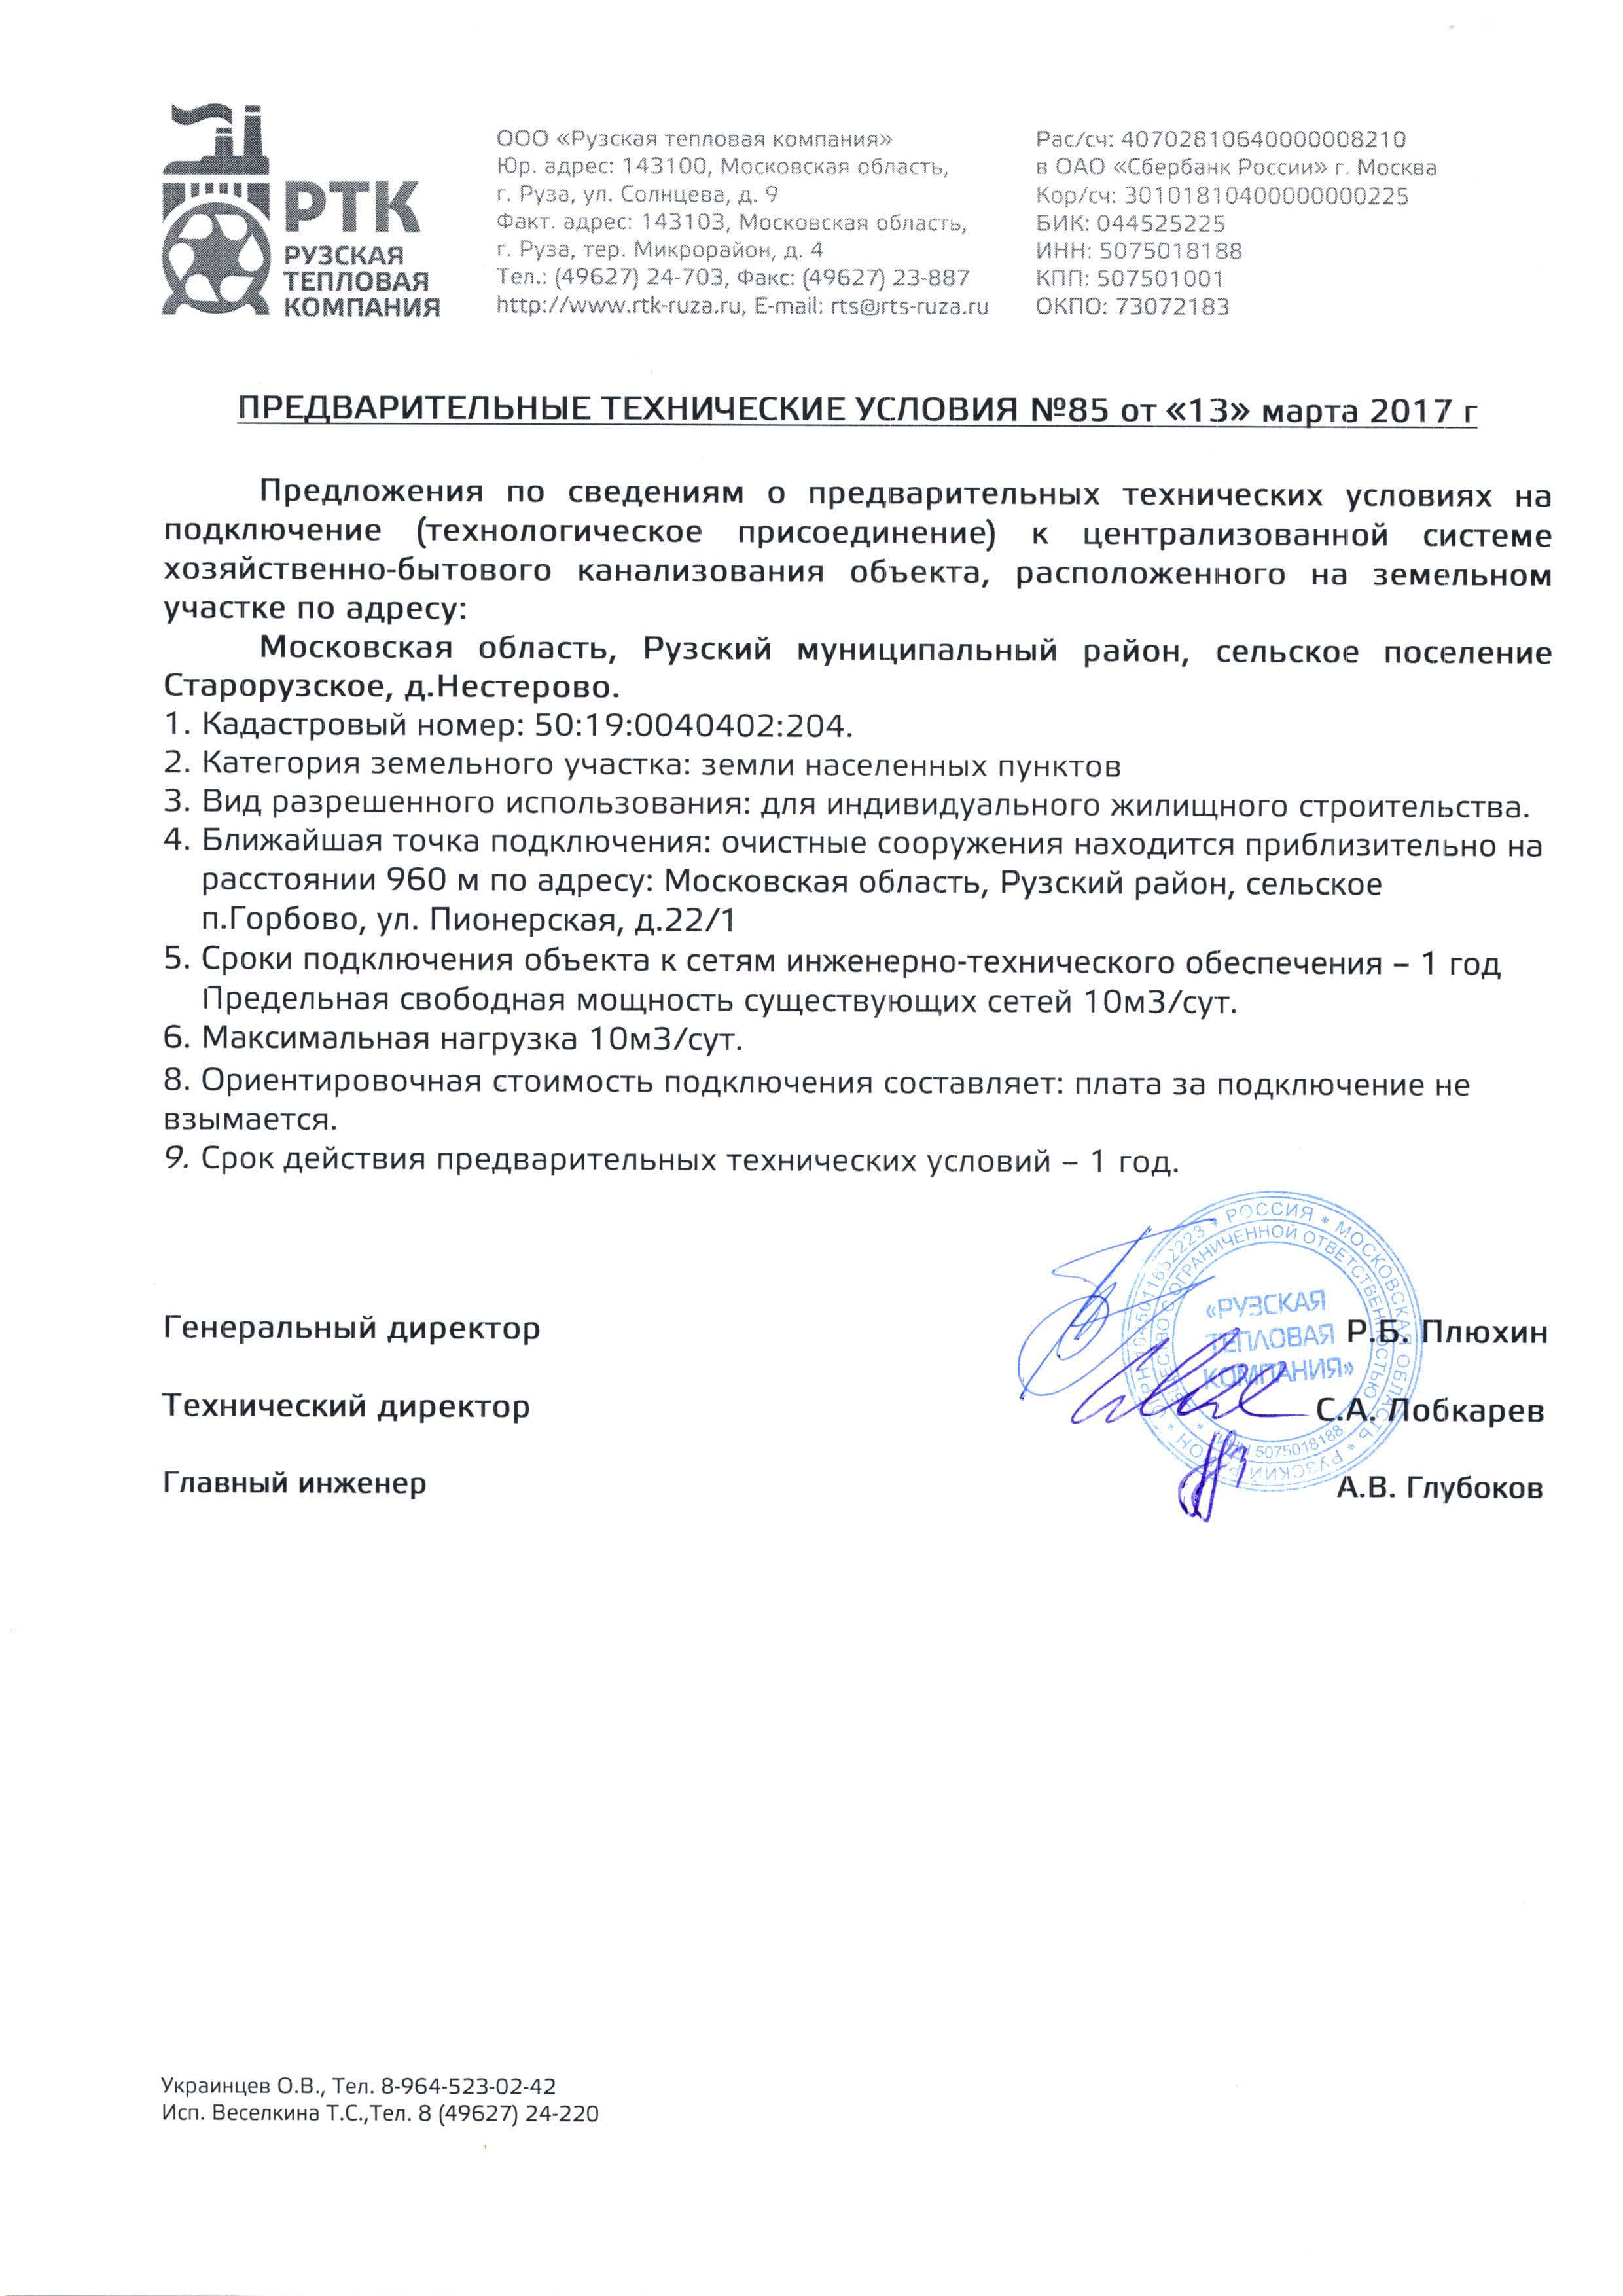 РТК
РУЗСКАЯ
ТЕПЛОВАЯ
КОМПАНИЯ
ООО «Рузская тепловая компания»
Юр. адрес: 143100, Московская область,
г. Руза, ул. Солнцева, д. 9
Факт. адрес: 143103, Московская область,
г. Руза, тер. Микрорайон, д. 4
Тел.: (49627) 24-703, Факс: (49627) 23-887
http://www.rtk-ruza.ru, E-mail: rts@rts-ruza.ru
Рас/сч: 40702810640000008210
в ОАО «Сбербанк России» г. Москва
Кор/сч: 30101810400000000225
БИК: 044525225
ИНН: 5075018188
КПП: 507501001
ОКПО: 73072183
ПРЕДВАРИТЕЛЬНЫЕ ТЕХНИЧЕСКИЕ УСЛОВИЯ №85 от «13» марта 2017 г
Предложения по сведениям о предварительных технических условиях на
подключение (технологическое присоединение) к централизованной системе
хозяйственно-бытового канализования объекта, расположенного на земельном
участке по адресу:
Московская область, Рузский муниципальный район, сельское поселение
Старорузское, д.Нестерово.
1. Кадастровый номер: 50:19:0040402:204.
2. Категория земельного участка: земли населенных пунктов
3. Вид разрешенного использования: для индивидуального жилищного строительства.
4. Ближайшая точка подключения: очистные сооружения находится приблизительно на
расстоянии 960 м по адресу: Московская область, Рузский район, сельское
п.Горбово, ул. Пионерская, д.22/1
5. Сроки подключения объекта к сетям инженерно-технического обеспечения – 1 год
Предельная свободная мощность существующих сетей 10м3/сут.
6. Максимальная нагрузка 10м3/сут.
8. Ориентировочная стоимость подключения составляет: плата за подключение не
взымается.
9. Срок действия предварительных технических условий – 1 год.
Генеральный директор
Р.Б. Плюхин
Технический директор
С.А. Лобкарев
Главный инженер
А.В. Глубоков
* РОССИЯ * МОСКОВСКАЯ ОБЛАСТЬ * РУЗСКИЙ РАЙОН *
ОБЩЕСТВО С ОГРАНИЧЕННОЙ ОТВЕТСТВЕННОСТЬЮ
«РУЗСКАЯ
ТЕПЛОВАЯ
КОМПАНИЯ»
ИНН 5075018188
Украинцев О.В., Тел. 8-964-523-02-42
Исп. Веселкина Т.С.,Тел. 8 (49627) 24-220